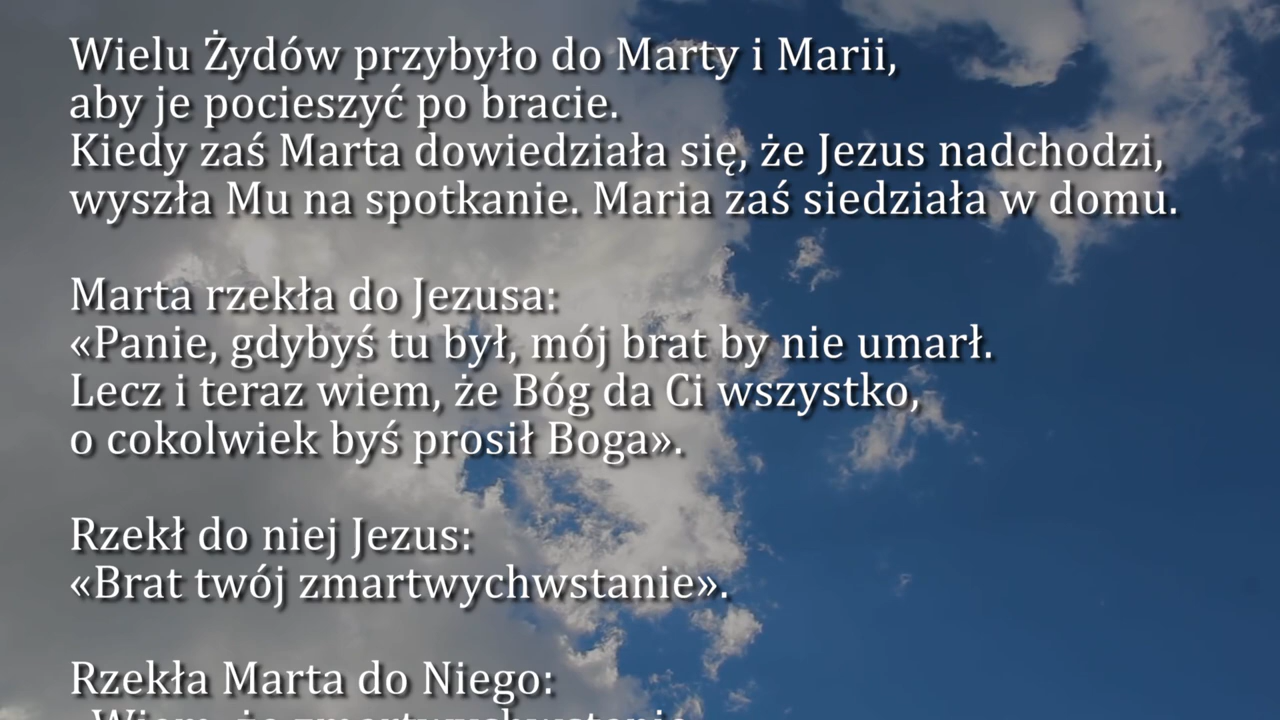 Wielu Żydów przybyło do Marty i Marii,
aby je pocieszyć po bracie.
Kiedy zaś Marta dowiedziała się, że Jezus nadchodzi,
wyszła Mu na spotkanie. Maria zaś siedziała w domu.
Marta rzekła do Jezusa:
«Panie, gdybyś tu był, mój brat by nie umarł.
Lecz i teraz wiem, że Bóg da Ci wszystko,
o cokolwiek byś prosił Boga».
Rzekł do niej Jezus:
«Brat twój zmartwychwstanie».
Rzekła Marta do Niego:
«Wiem, że zmartwychwstanie